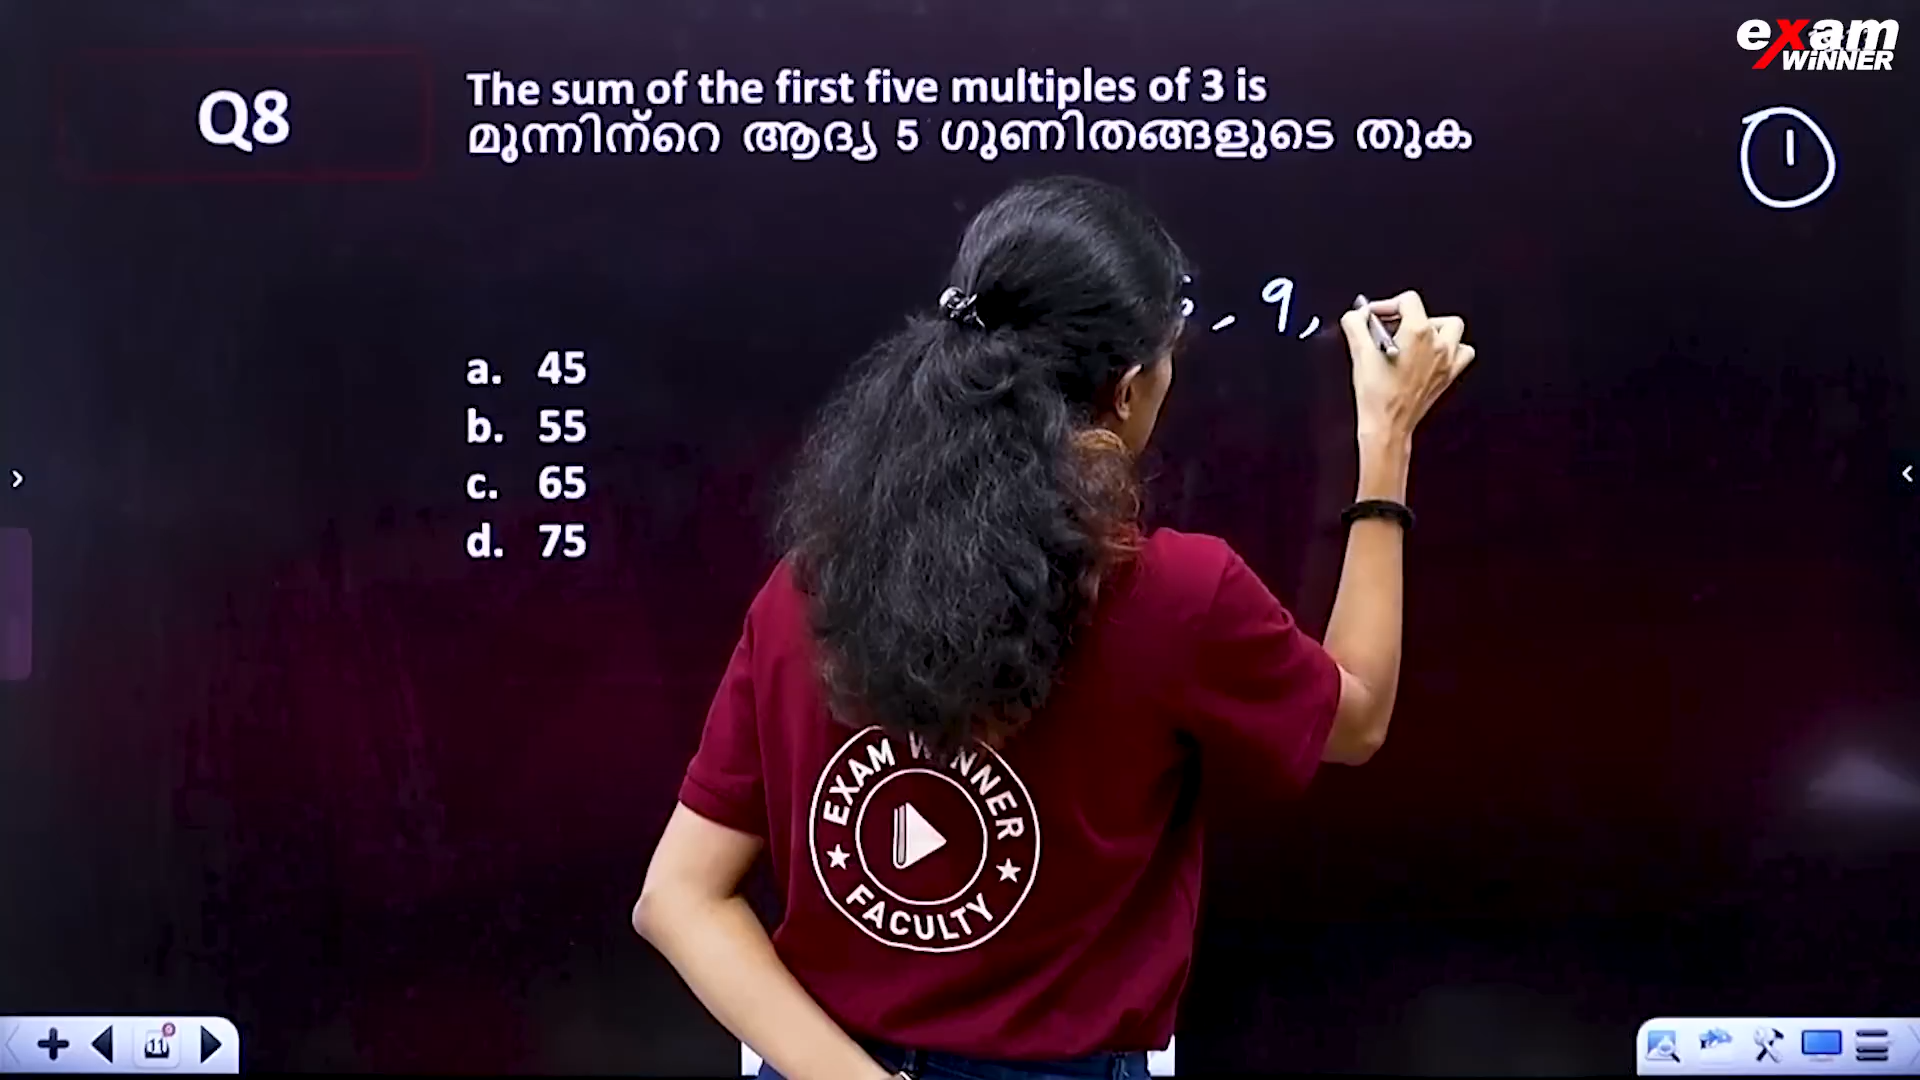 exam
WiNNER
Q8
The sum of the first five multiples of 3 is
മുന്നിന്റെ ആദ്യ 5 ഗുണിതങ്ങളുടെ തുക
1
, 9,
a. 45
b. 55
c. 65
d. 75
EXAM WINNER
FACULTY